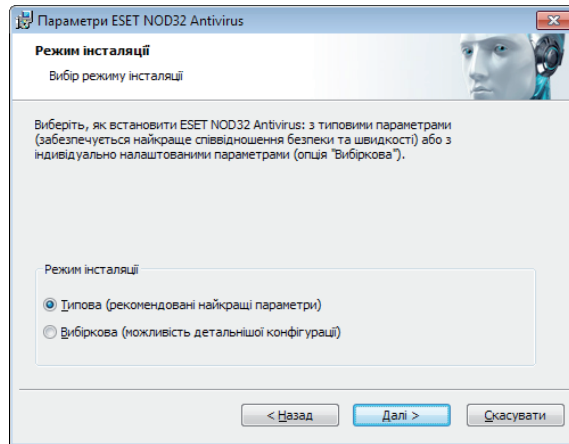 Параметри ESET NOD32 Antivirus
Режим інсталяції
Вибір режиму інсталяції
Виберіть, як встановити ESET NOD32 Antivirus: з типовими параметрами
(забезпечується найкраще співвідношення безпеки та швидкості) або з
індивідуально налаштованими параметрами (опція "Вибіркова").
Режим інсталяції
Типова (рекомендовані найкращі параметри)
Вибіркова (можливість детальнішої конфігурації)
< Назад
Далі >
Скасувати